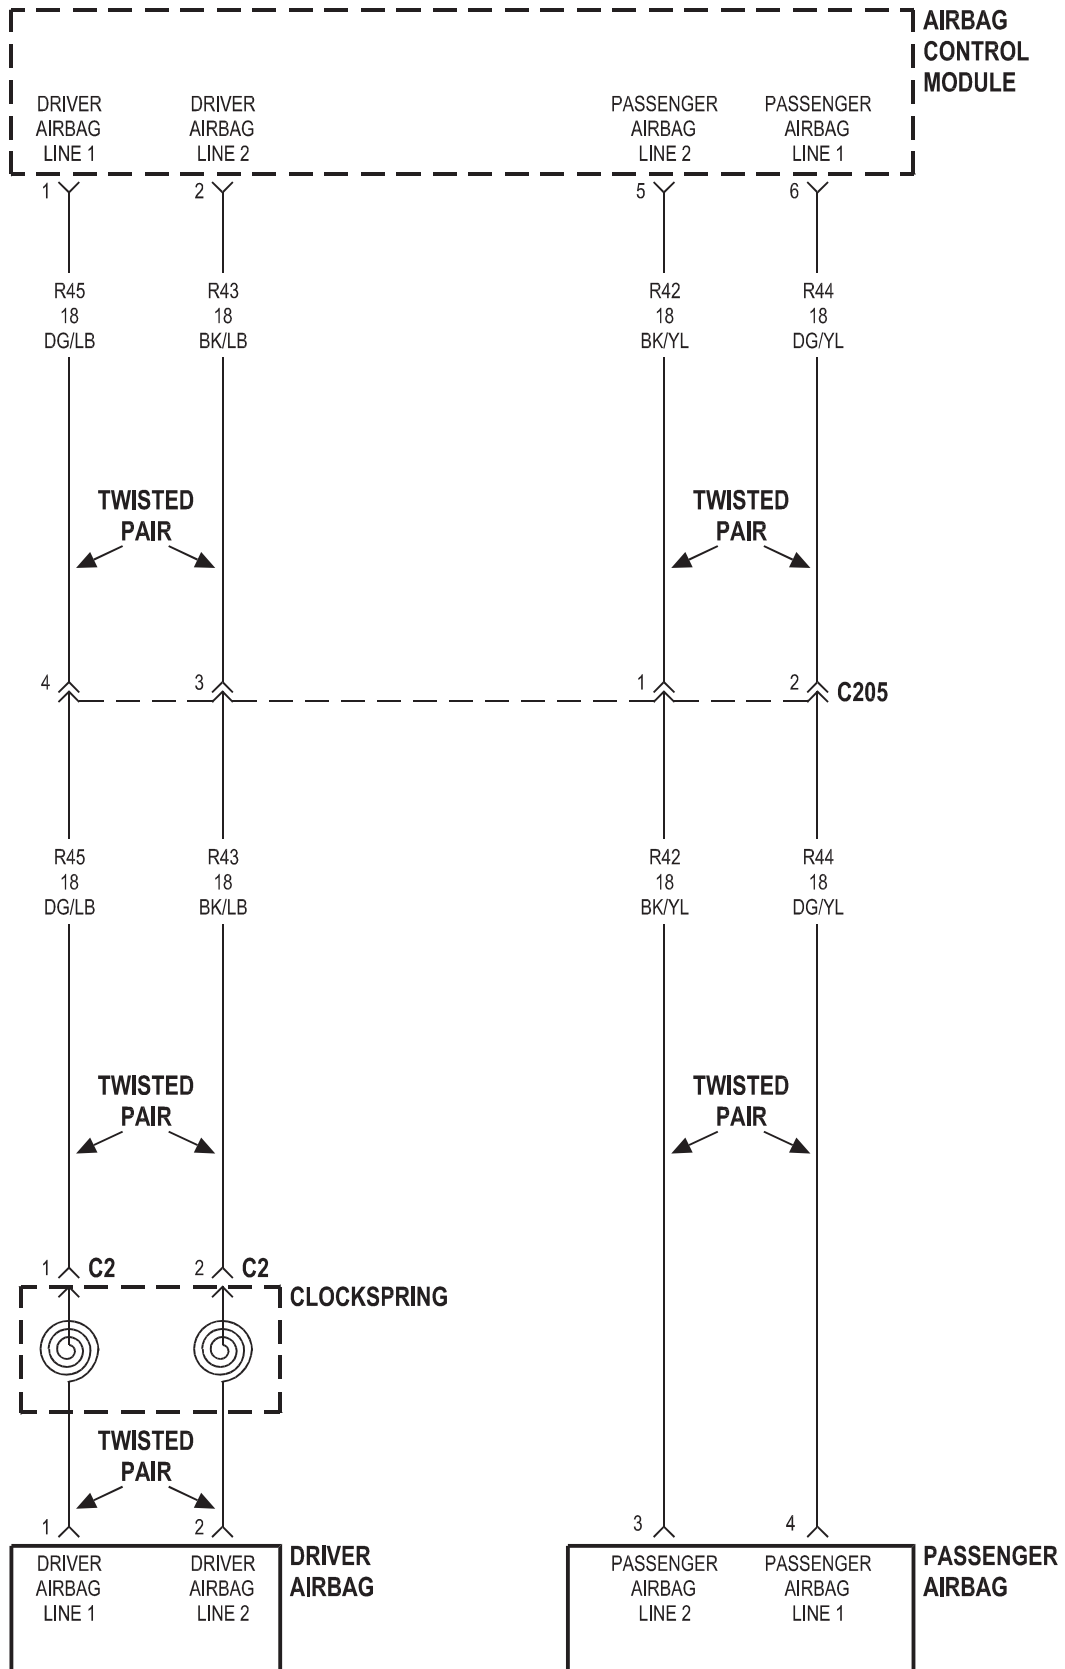 AIRBAG
CONTROL
MODULE
DRIVER
AIRBAG
LINE 1
DRIVER
AIRBAG
LINE 2
PASSENGER
AIRBAG
LINE 2
PASSENGER
AIRBAG
LINE 1
1
2
5
6
R45
18
DG/LB
R43
18
BK/LB
R42
18
BK/YL
R44
18
DG/YL
TWISTED
PAIR
TWISTED
PAIR
4
3
1
2
C205
R45
18
DG/LB
R43
18
BK/LB
R42
18
BK/YL
R44
18
DG/YL
TWISTED
PAIR
TWISTED
PAIR
1
C2
2
C2
CLOCKSPRING
TWISTED
PAIR
1
2
3
4
DRIVER
AIRBAG
LINE 1
DRIVER
AIRBAG
LINE 2
DRIVER
AIRBAG
PASSENGER
AIRBAG
LINE 2
PASSENGER
AIRBAG
LINE 1
PASSENGER
AIRBAG